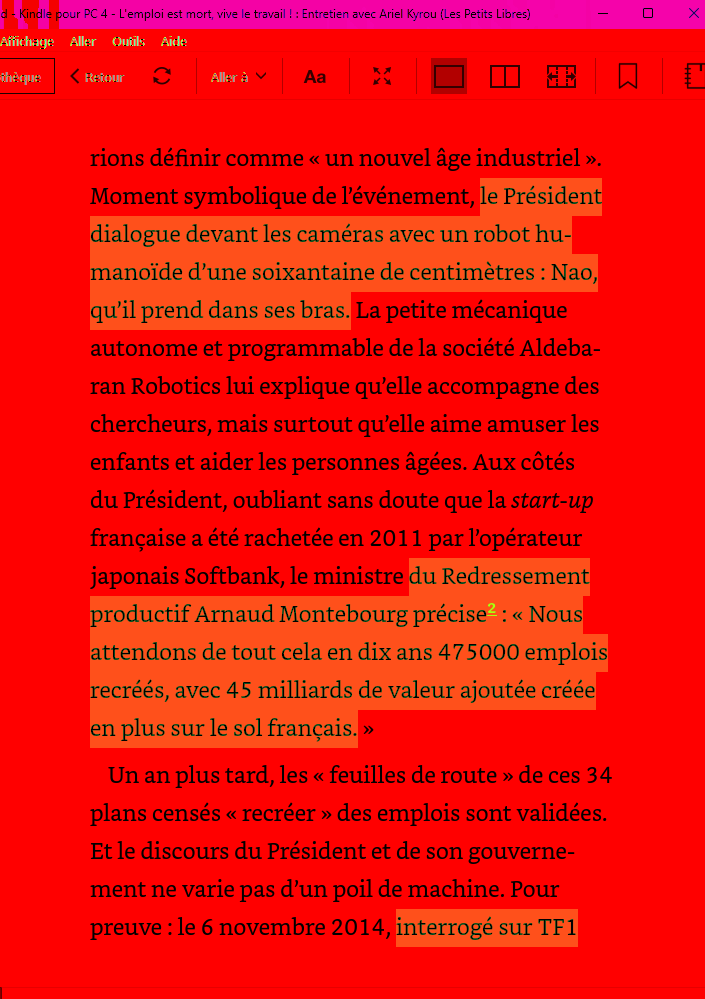 d - Kindle pour PC 4 - L'emploi est mort, vive le travail ! : Entretien avec Ariel Kyrou (Les Petits Libres)
Affichage Aller Outils Aide
thèque Retour Aller à Aa
rions définir comme « un nouvel âge industriel ».
Moment symbolique de l’événement, le Président
dialogue devant les caméras avec un robot hu-
manoïde d’une soixantaine de centimètres : Nao,
qu’il prend dans ses bras. La petite mécanique
autonome et programmable de la société Aldeba-
ran Robotics lui explique qu’elle accompagne des
chercheurs, mais surtout qu’elle aime amuser les
enfants et aider les personnes âgées. Aux côtés
du Président, oubliant sans doute que la start-up
française a été rachetée en 2011 par l’opérateur
japonais Softbank, le ministre du Redressement
productif Arnaud Montebourg précise2 : « Nous
attendons de tout cela en dix ans 475000 emplois
recréés, avec 45 milliards de valeur ajoutée créée
en plus sur le sol français. »
Un an plus tard, les « feuilles de route » de ces 34
plans censés « recréer » des emplois sont validées.
Et le discours du Président et de son gouverne-
ment ne varie pas d’un poil de machine. Pour
preuve : le 6 novembre 2014, interrogé sur TF1